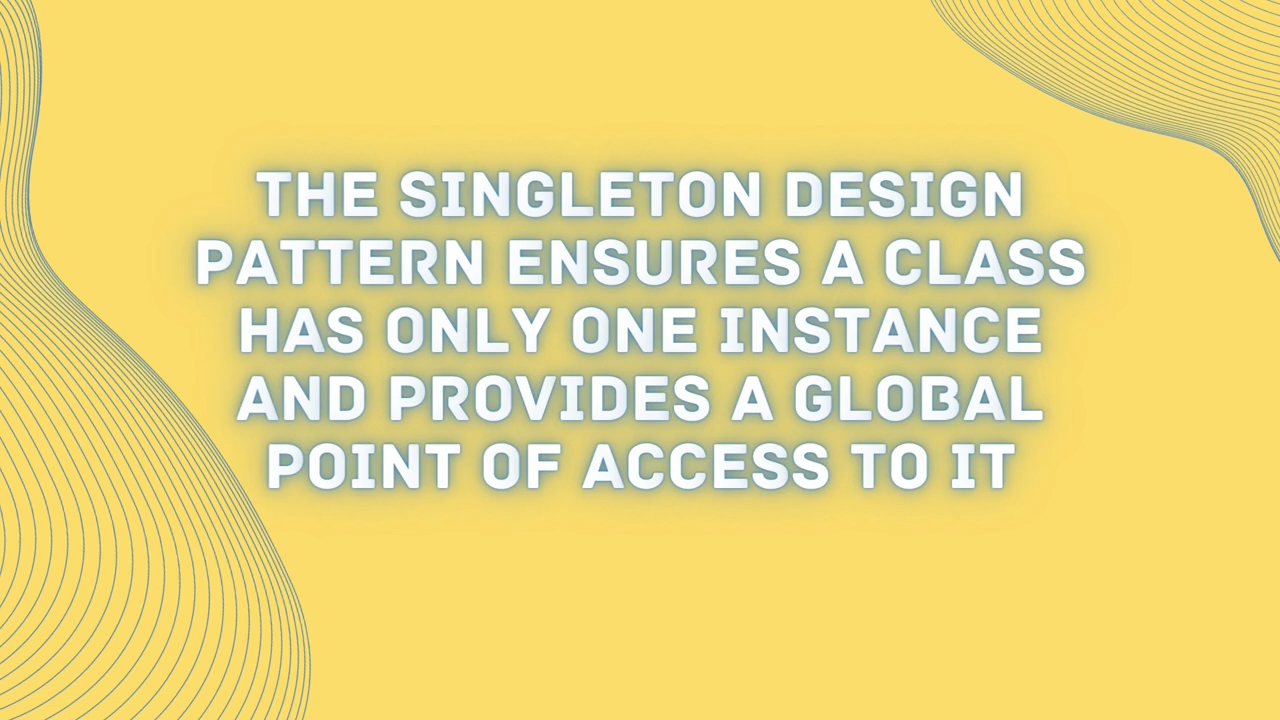 THE SINGLETON DESIGN
PATTERN ENSURES A CLASS
HAS ONLY ONE INSTANCE
AND PROVIDES A GLOBAL
POINT OF ACCESS TO IT